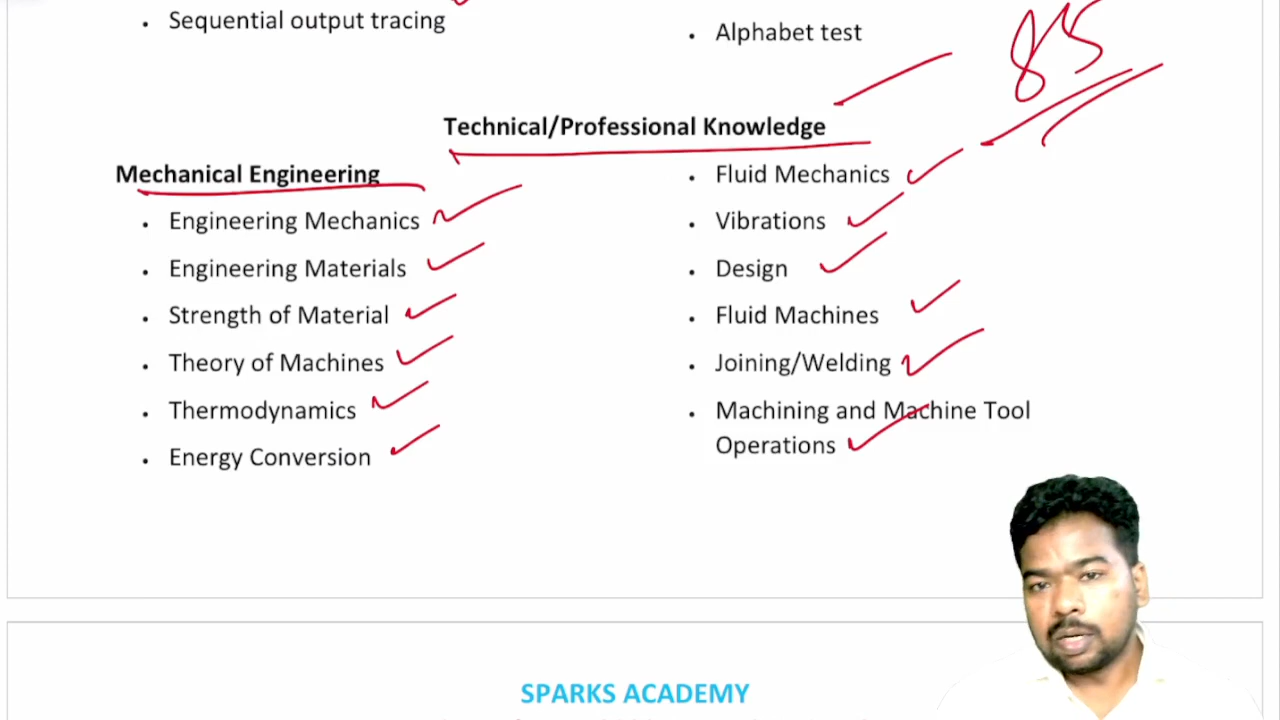 • Sequential output tracing
• Alphabet test
85
Technical/Professional Knowledge
Mechanical Engineering
• Engineering Mechanics
• Engineering Materials
• Strength of Material
• Theory of Machines
• Thermodynamics
• Energy Conversion
• Fluid Mechanics
• Vibrations
• Design
• Fluid Machines
• Joining/Welding
• Machining and Machine Tool
Operations
SPARKS ACADEMY